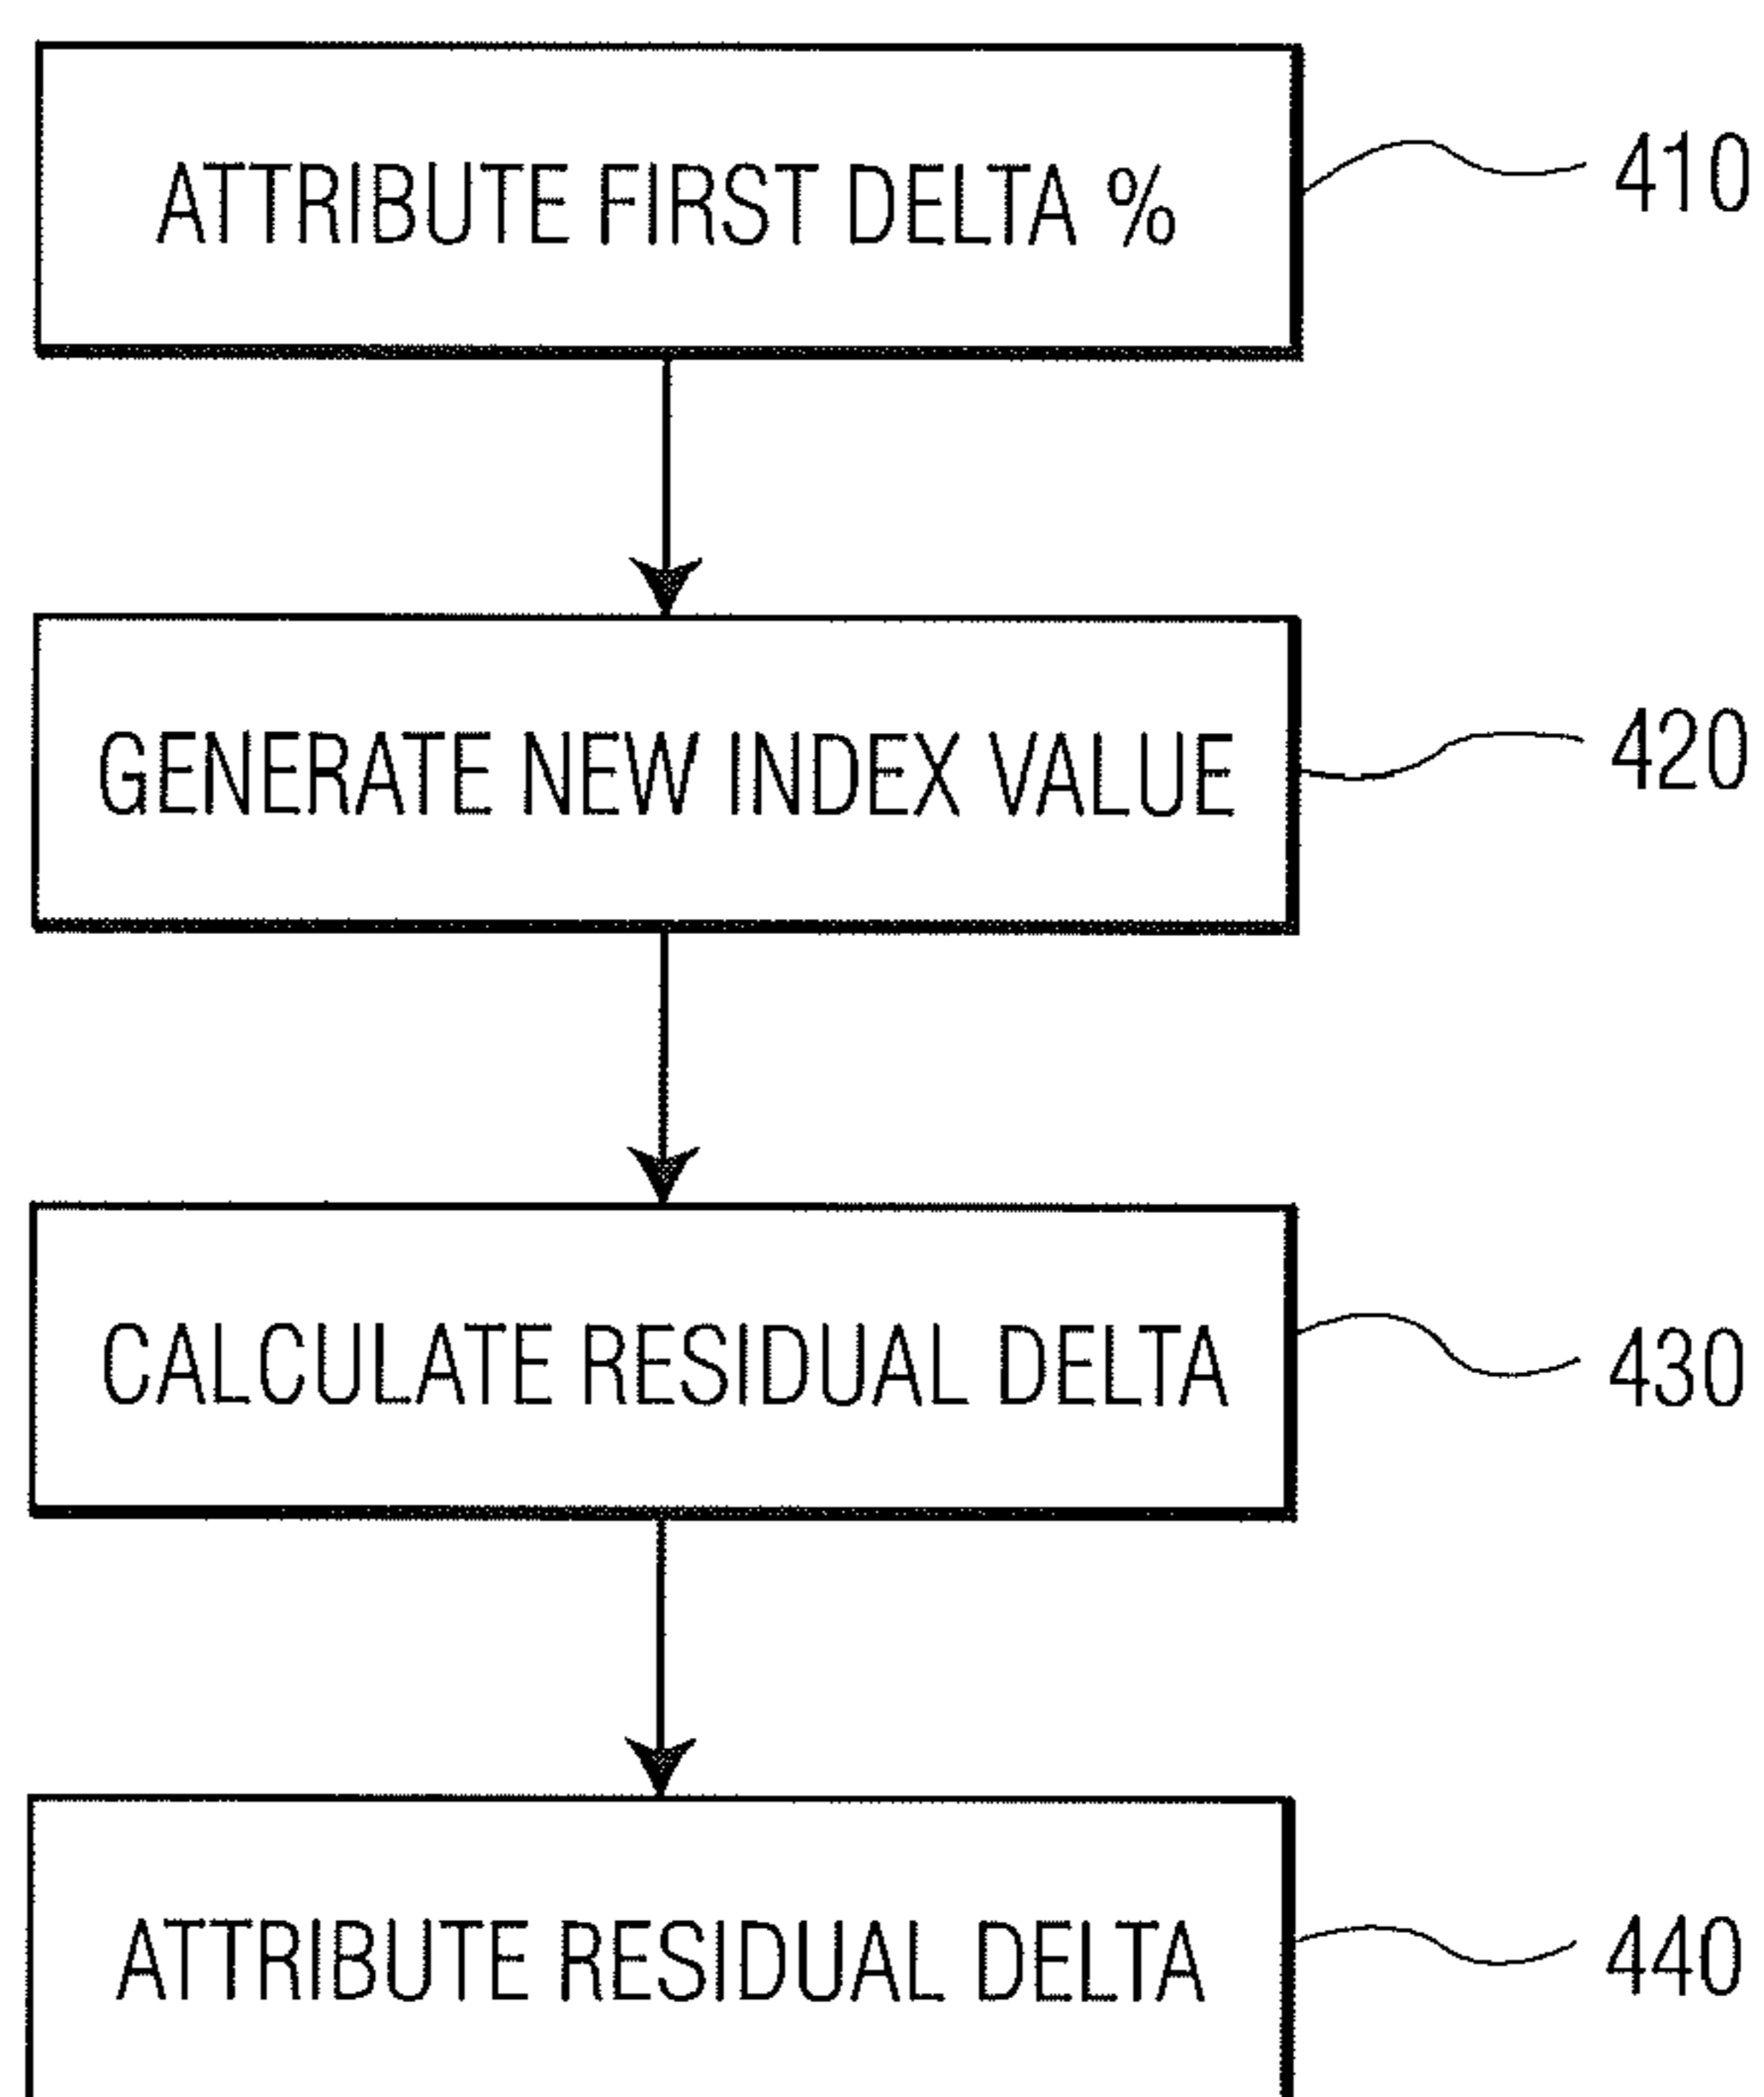 ATTRIBUTE FIRST DELTA %
410
GENERATE NEW INDEX VALUE
420
CALCULATE RESIDUAL DELTA
430
ATTRIBUTE RESIDUAL DELTA
440